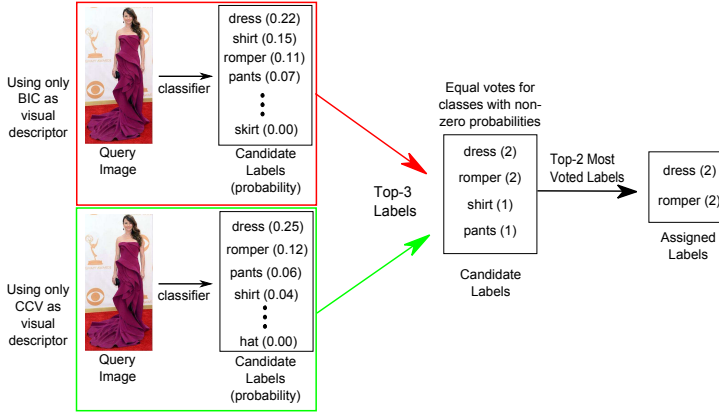 Using only
BIC as
visual
descriptor
Query
Image
classifier
dress (0.22)
shirt (0.15)
romper (0.11)
pants (0.07)
skirt (0.00)
Candidate
Labels
(probability)
Using only
CCV as
visual
descriptor
Query
Image
classifier
dress (0.25)
romper (0.12)
pants (0.06)
shirt (0.04)
hat (0.00)
Candidate
Labels
(probability)
Top-3
Labels
Equal votes for
classes with non-
zero probabilities
dress (2)
romper (2)
shirt (1)
pants (1)
Candidate
Labels
Top-2 Most
Voted Labels
dress (2)
romper (2)
Assigned
Labels